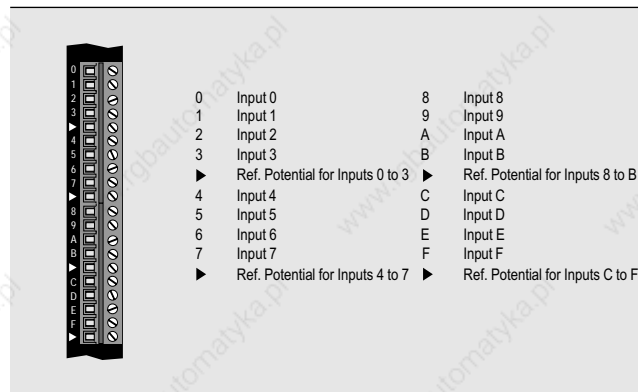 0
1
2
3
▶
4
5
6
7
▶
8
9
A
B
▶
C
D
E
F
▶
0 Input 0
1 Input 1
2 Input 2
3 Input 3
▶ Ref. Potential for Inputs 0 to 3
4 Input 4
5 Input 5
6 Input 6
7 Input 7
▶ Ref. Potential for Inputs 4 to 7
8 Input 8
9 Input 9
A Input A
B Input B
▶ Ref. Potential for Inputs 8 to B
C Input C
D Input D
E Input E
F Input F
▶ Ref. Potential for Inputs C to F
www.rgbautomatyka.pl